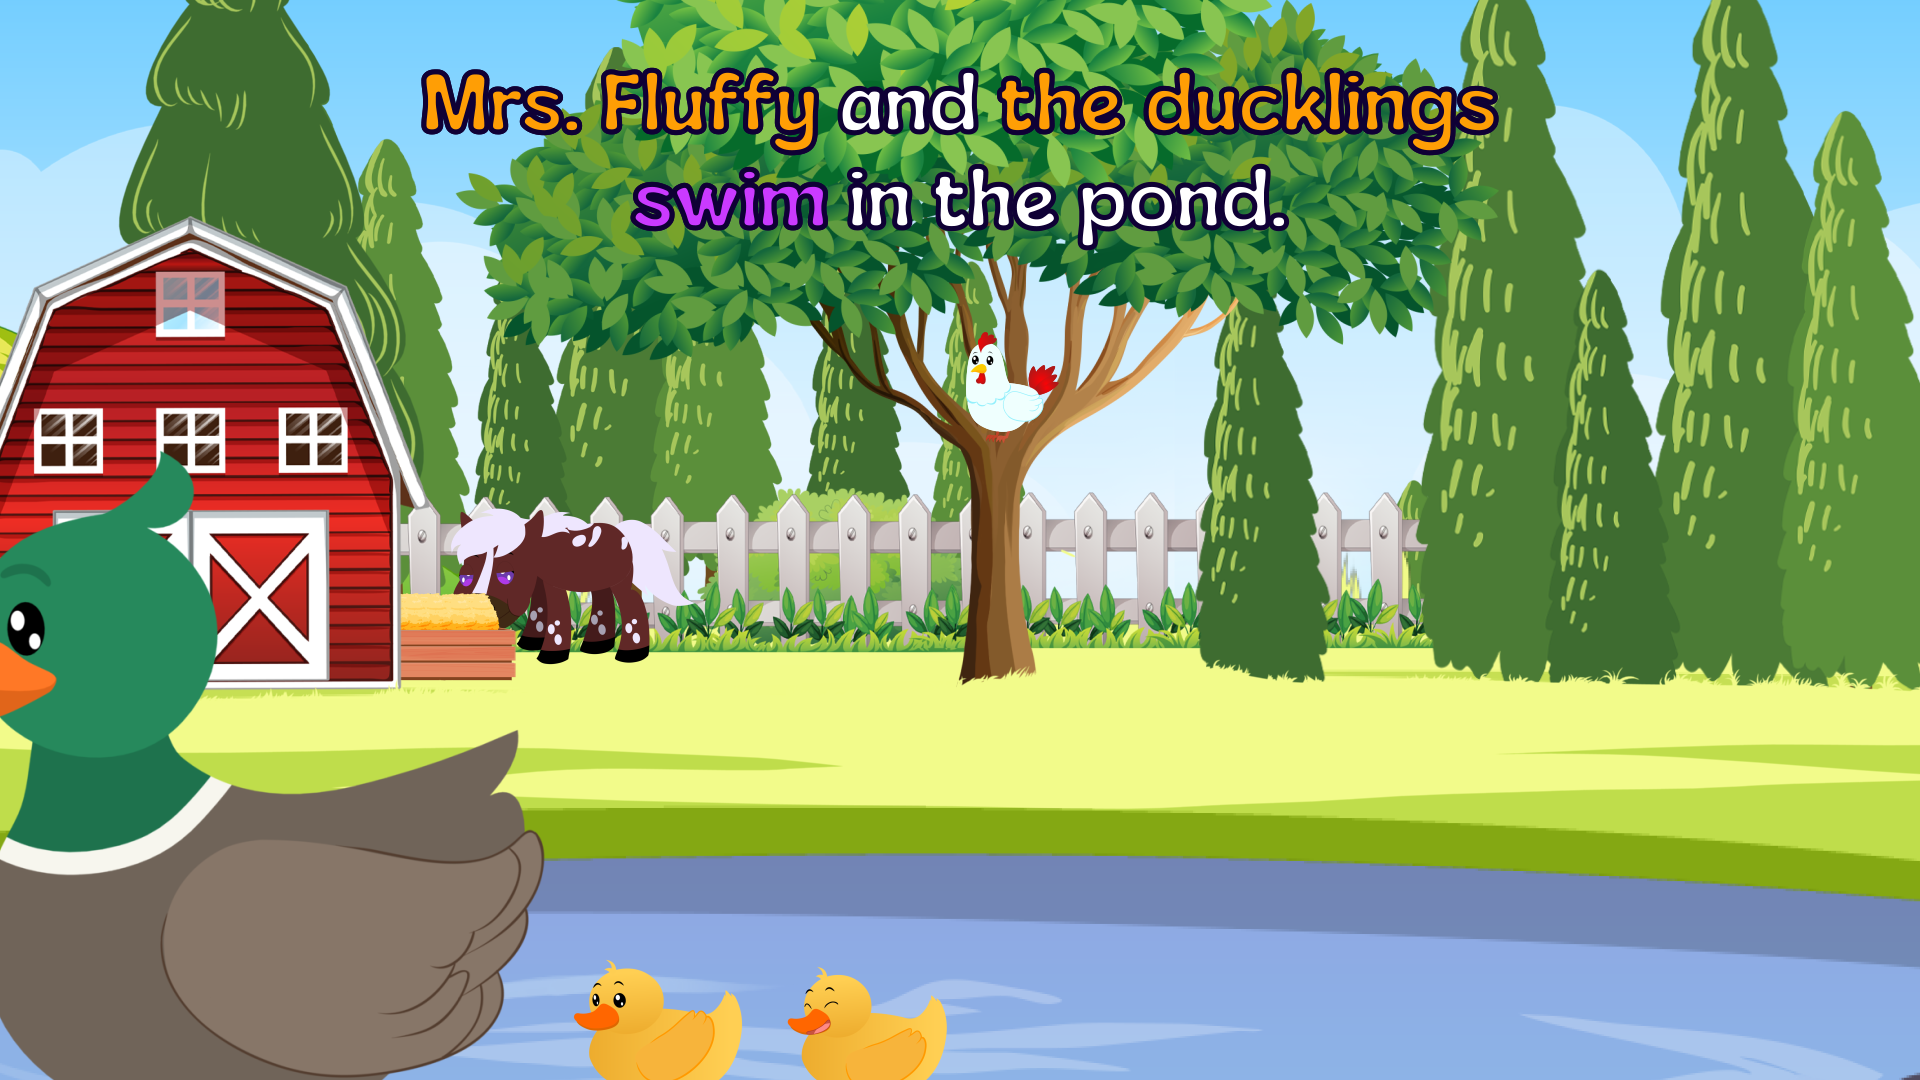 Mrs. Fluffy and the ducklings
swim in the pond.